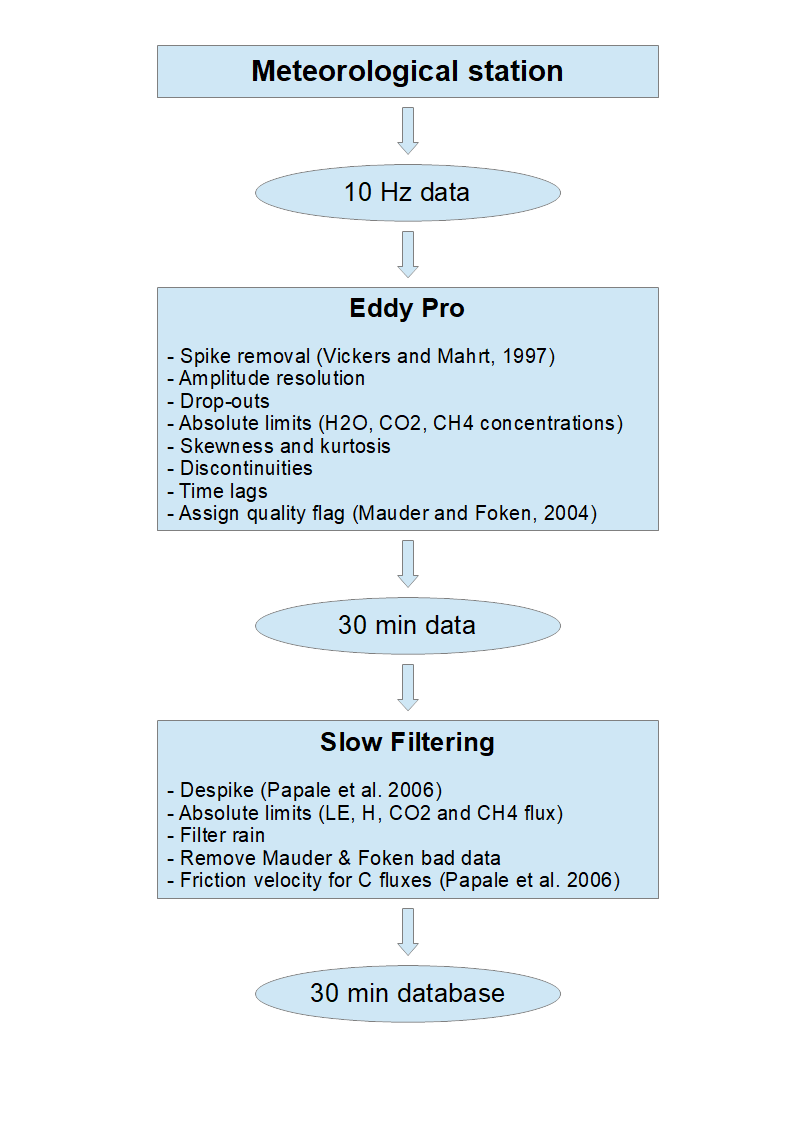 Meteorological station
10 Hz data
Eddy Pro
- Spike removal (Vickers and Mahrt, 1997)
- Amplitude resolution
- Drop-outs
- Absolute limits (H2O, CO2, CH4 concentrations)
- Skewness and kurtosis
- Discontinuities
- Time lags
- Assign quality flag (Mauder and Foken, 2004)
30 min data
Slow Filtering
- Despike (Papale et al. 2006)
- Absolute limits (LE, H, CO2 and CH4 flux)
- Filter rain
- Remove Mauder & Foken bad data
- Friction velocity for C fluxes (Papale et al. 2006)
30 min database